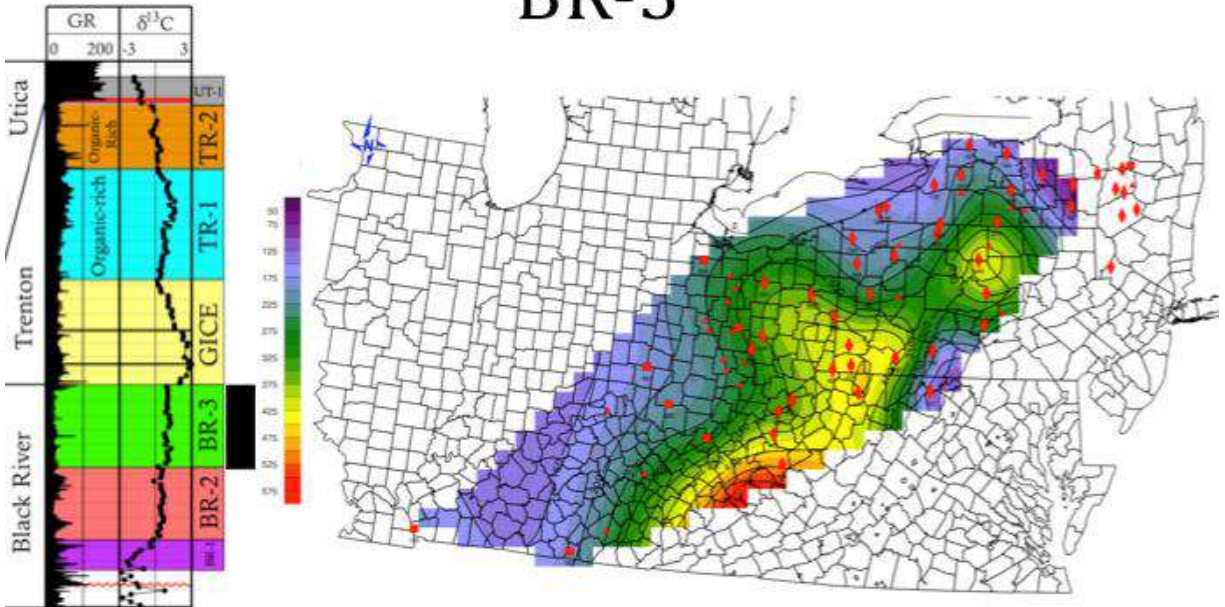 BR-3
GR
δ¹³C
0 200 -3 3
Utica
Trenton
Black River
UT-1
Organic-Rich
TR-2
Organic-rich
TR-1
GICE
BR-3
BR-2
BR-1
N
75
125
175
225
275
325
375
425
475
525
575